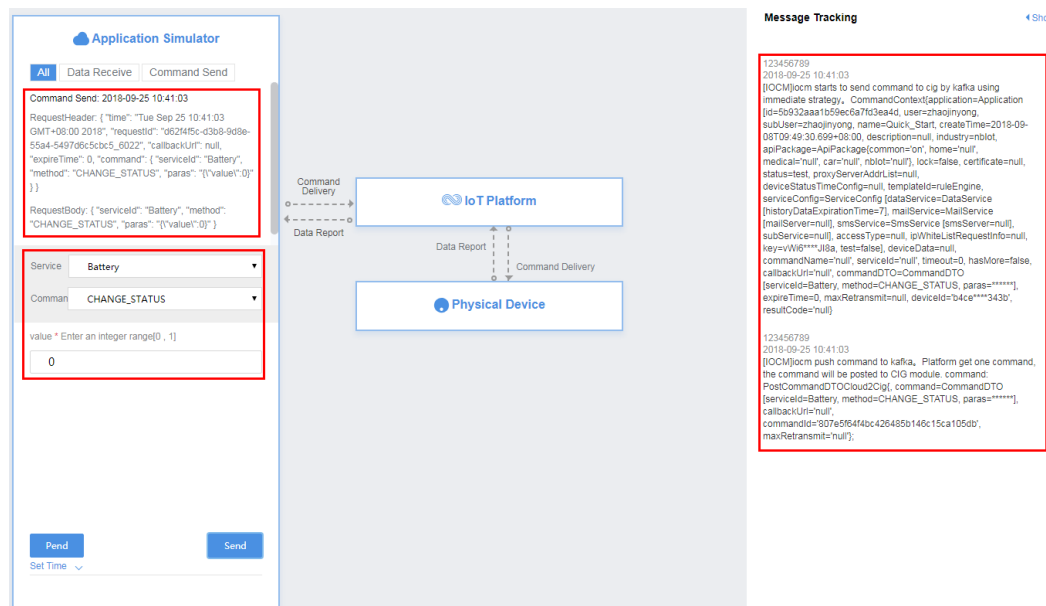 Application Simulator
All Data Receive Command Send
Command Send: 2018-09-25 10:41:03
RequestHeader: { "time": "Tue Sep 25 10:41:03
GMT+08:00 2018", "requestId": "d62f4f5c-d3b8-9d8e-
55a4-5497d6c5cbc5_6022", "callbackUrl": null,
"expireTime": 0, "command": { "serviceId": "Battery",
"method": "CHANGE_STATUS", "paras": "{\"value\":0}"
} }
RequestBody: { "serviceId": "Battery", "method":
"CHANGE_STATUS", "paras": "{\"value\":0}" }
Service Battery
Comman CHANGE_STATUS
value * Enter an integer range[0 , 1]
0
Pend Send
Set Time
Command
Delivery
Data Report
IoT Platform
Data Report
Command Delivery
Physical Device
Message Tracking
Sho
123456789
2018-09-25 10:41:03
[IOCM]iocm starts to send command to cig by kafka using
immediate strategy。CommandContext{application=Application
[id=5b932aaa1b59ec6a7fd3ea4d, user=zhaojinyong,
subUser=zhaojinyong, name=Quick_Start, createTime=2018-09-
08T09:49:30.699+08:00, description=null, industry=nbIot,
apiPackage=ApiPackage{common='on', home='null',
medical='null', car='null', nbIot='null'}, lock=false, certificate=null,
status=test, proxyServerAddrList=null,
deviceStatusTimeConfig=null, templateId=ruleEngine,
serviceConfig=ServiceConfig [dataService=DataService
[historyDataExpirationTime=7], mailService=MailService
[mailServer=null], smsService=SmsService [smsServer=null],
subService=null], accessType=null, ipWhiteListRequestInfo=null,
key=vWi6****JI8a, test=false], deviceData=null,
commandName='null', serviceId='null', timeout=0, hasMore=false,
callbackUrl='null', commandDTO=CommandDTO
[serviceId=Battery, method=CHANGE_STATUS, paras=******],
expireTime=0, maxRetransmit=null, deviceId='b4ce****343b',
resultCode='null}
123456789
2018-09-25 10:41:03
[IOCM]iocm push command to kafka。Platform get one command,
the command will be posted to CIG module. command:
PostCommandDTOCloud2Cig{, command=CommandDTO
[serviceId=Battery, method=CHANGE_STATUS, paras=******],
callbackUrl='null',
commandId='807e5f64f4bc426485b146c15ca105db',
maxRetransmit='null'};